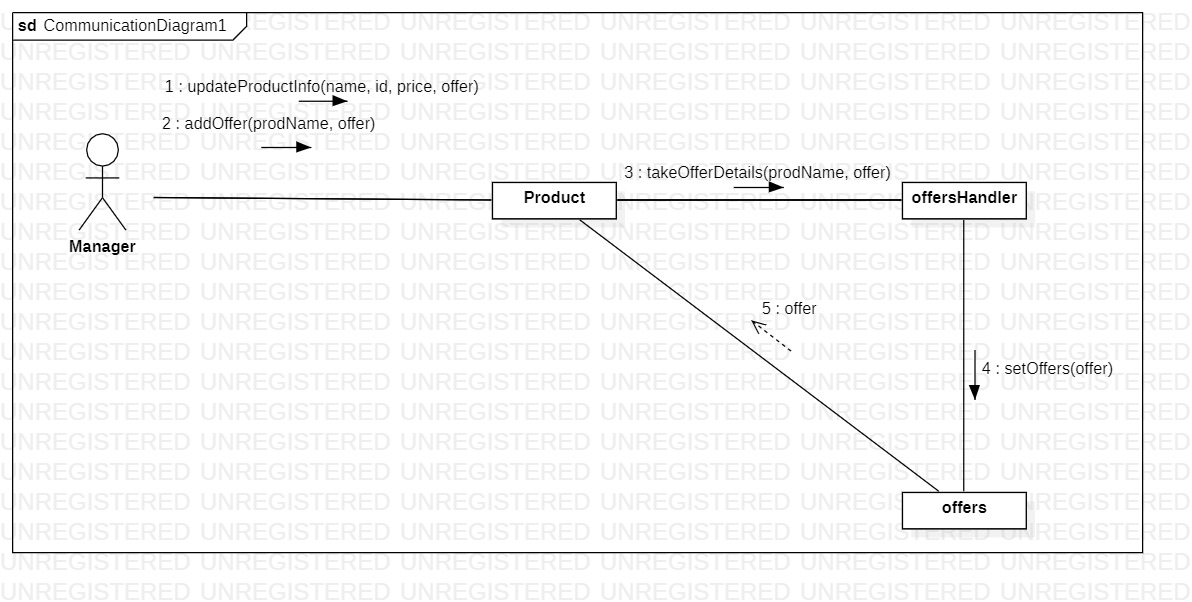 sd CommunicationDiagram1
1 : updateProductInfo(name, id, price, offer)
2 : addOffer(prodName, offer)
3 : takeOfferDetails(prodName, offer)
Product
offersHandler
Manager
5 : offer
4 : setOffers(offer)
offers
UNREGISTERED